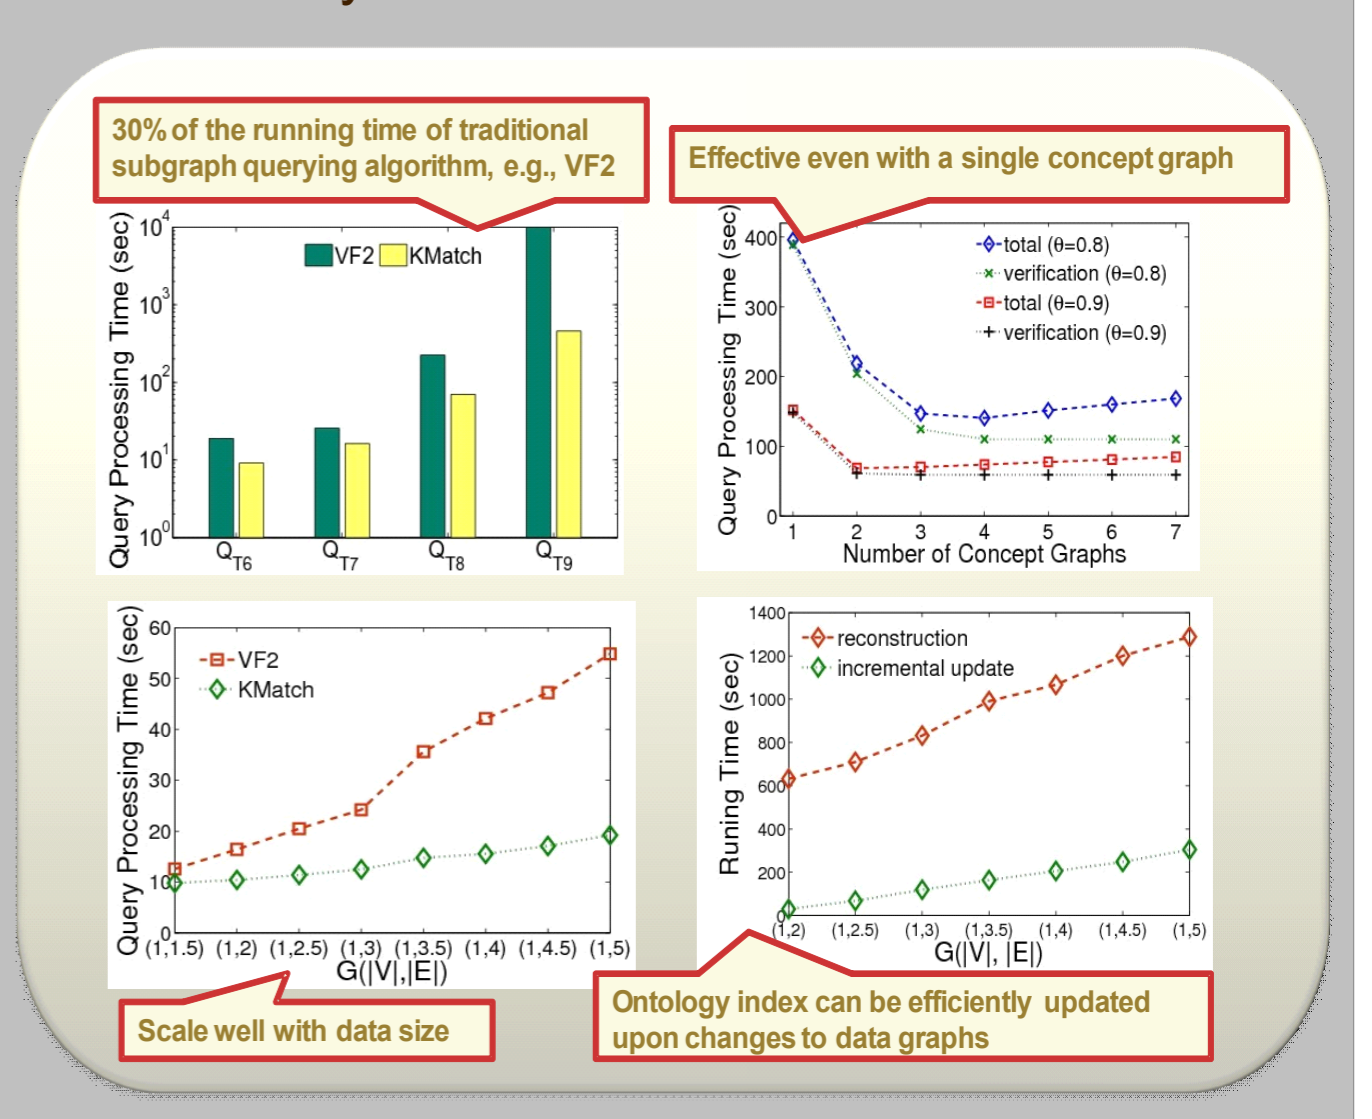 30% of the running time of traditional
subgraph querying algorithm, e.g., VF2
Effective even with a single concept graph
Query Processing Time (sec)
10^4
10^3
10^2
10^1
10^0
VF2
KMatch
Q_T6
Q_T7
Q_T8
Q_T9
Query Processing Time (sec)
400
300
200
100
0
total (θ=0.8)
verification (θ=0.8)
total (θ=0.9)
verification (θ=0.9)
1 2 3 4 5 6 7
Number of Concept Graphs
Query Processing Time (sec)
60
50
40
30
20
10
0
VF2
KMatch
(1,1.5) (1,2) (1,2.5) (1,3) (1,3.5) (1,4) (1,4.5) (1,5)
G(|V|,|E|)
Runing Time (sec)
1400
1200
1000
800
600
400
200
0
reconstruction
incremental update
(1,2) (1,2.5) (1,3) (1,3.5) (1,4) (1,4.5) (1,5)
G(|V|, |E|)
Scale well with data size
Ontology index can be efficiently updated
upon changes to data graphs